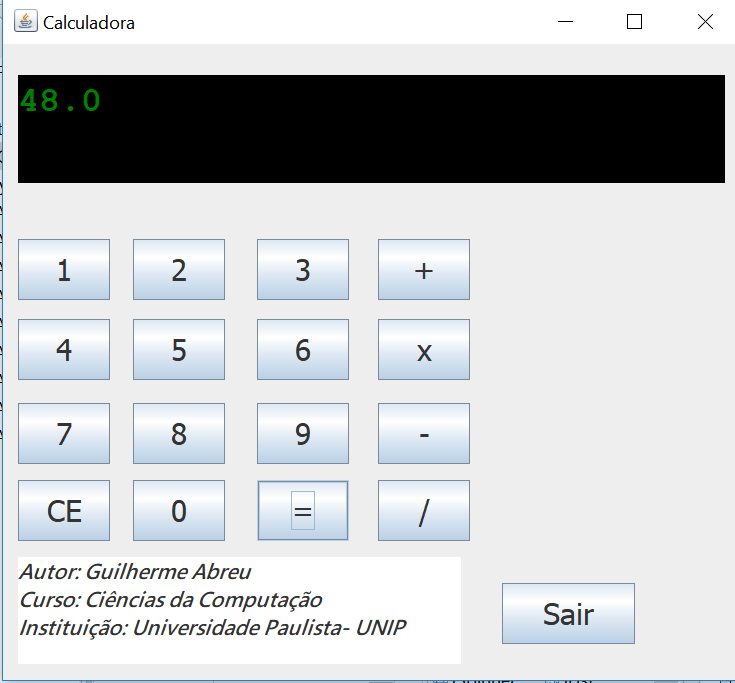 Calculadora
48.0
1 2 3 +
4 5 6 x
7 8 9 -
CE 0 = /
Autor: Guilherme Abreu
Curso: Ciências da Computação
Instituição: Universidade Paulista- UNIP
Sair